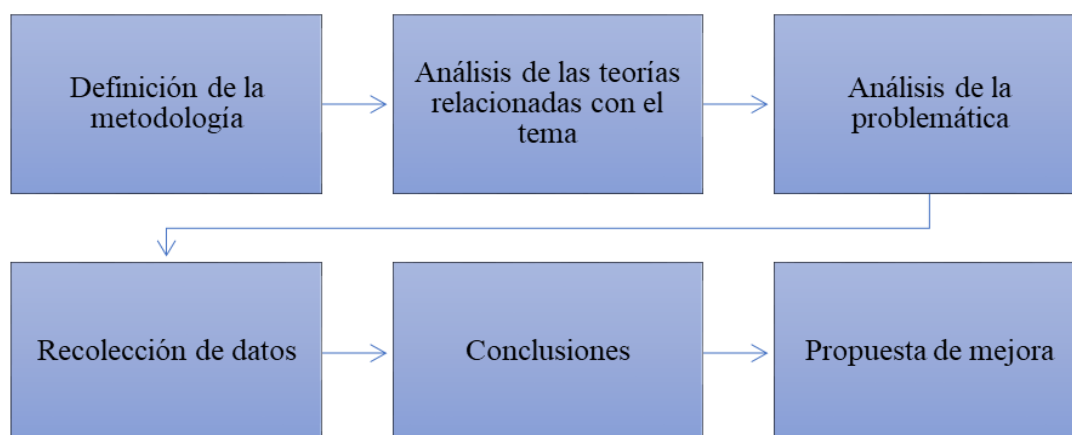 Definición de la
metodología
Análisis de las teorías
relacionadas con el
tema
Análisis de la
problemática
Recolección de datos
Conclusiones
Propuesta de mejora